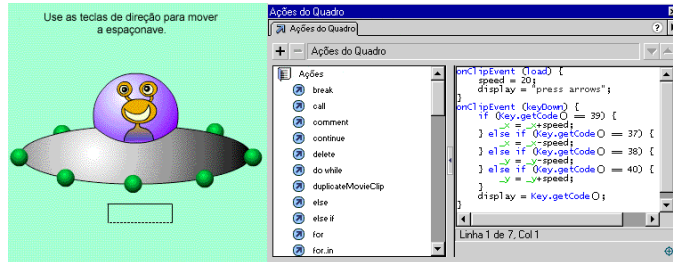 Use as teclas de direção para mover
a espaçonave.
Ações do Quadro
Ações do Quadro
Ações do Quadro
Ações
break
call
comment
continue
delete
do while
duplicateMovieClip
else
else if
for
for..in
onClipEvent (load) {
speed = 20;
display = "press arrows";
}
onClipEvent (keyDown) {
if (Key.getCode() == 39) {
_x = _x+speed;
} else if (Key.getCode() == 37) {
_x = _x-speed;
} else if (Key.getCode() == 38) {
_y = _y-speed;
} else if (Key.getCode() == 40) {
_y = _y+speed;
}
display = Key.getCode();
}
Linha 1 de 7, Col 1